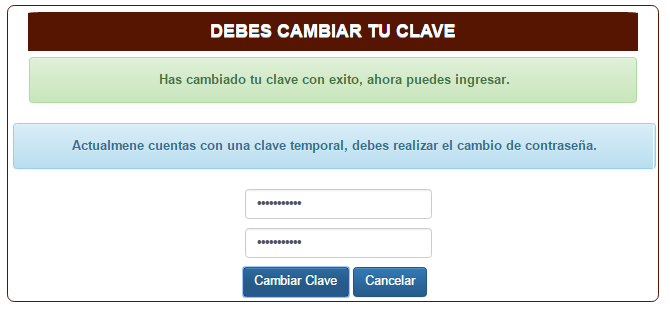 DEBES CAMBIAR TU CLAVE
Has cambiado tu clave con exito, ahora puedes ingresar.
Actualmene cuentas con una clave temporal, debes realizar el cambio de contraseña.
•••••••••••
•••••••••••
Cambiar Clave Cancelar